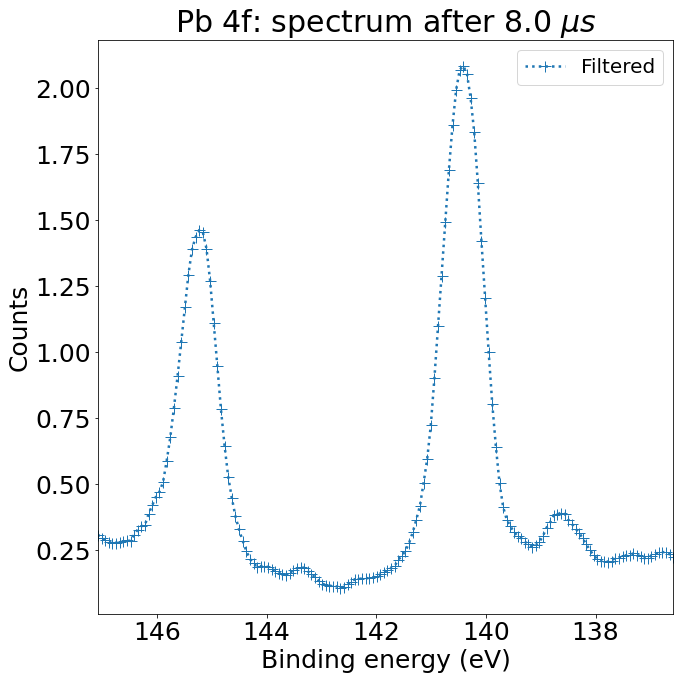 Pb 4f: spectrum after 8.0 μs
Filtered
2.00
1.75
1.50
1.25
1.00
0.75
0.50
0.25
Counts
146 144 142 140 138
Binding energy (eV)